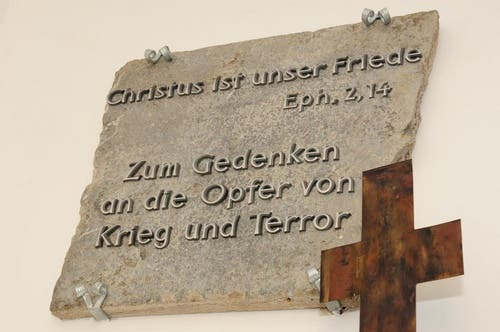 Christus ist unser Friede
Eph. 2,14
Zum Gedenken
an die Opfer von
Krieg und Terror